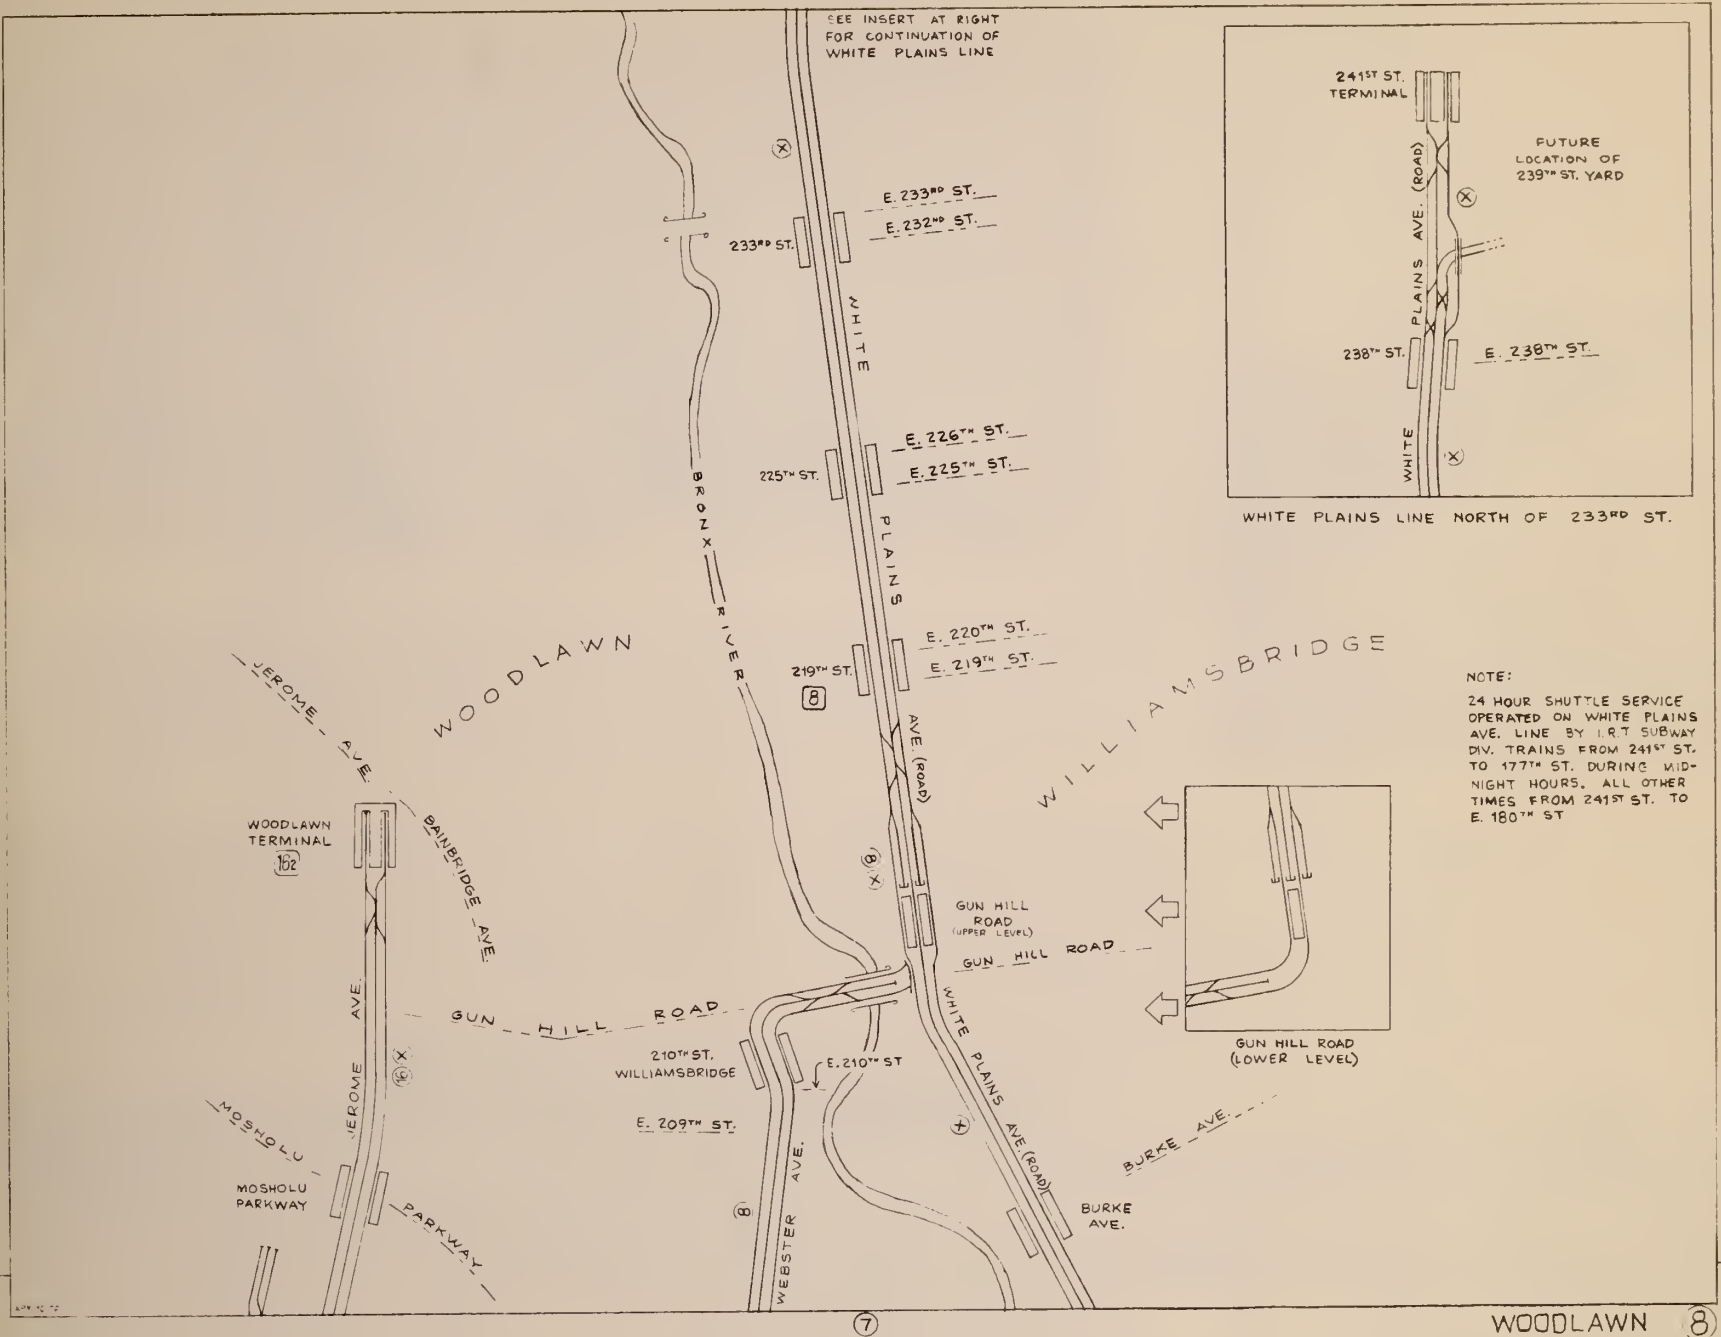 SEE INSERT AT RIGHT
FOR CONTINUATION OF
WHITE PLAINS LINE
241ST ST.
TERMINAL
FUTURE
LOCATION OF
239TH ST. YARD
X
PLAINS AVE. (ROAD)
238TH ST.
E. 238TH ST.
WHITE
X
WHITE PLAINS LINE NORTH OF 233RD ST.
X
E. 233RD ST.
E. 232ND ST.
233RD ST.
WHITE
PLAINS
AVE. (ROAD)
E. 226TH ST.
E. 225TH ST.
225TH ST.
BRONX RIVER
E. 220TH ST.
E. 219TH ST.
219TH ST.
8
WOODLAWN
WILLIAMSBRIDGE
NOTE:
24 HOUR SHUTTLE SERVICE
OPERATED ON WHITE PLAINS
AVE. LINE BY I.R.T SUBWAY
DIV. TRAINS FROM 241ST ST.
TO 177TH ST. DURING MID-
NIGHT HOURS. ALL OTHER
TIMES FROM 241ST ST. TO
E. 180TH ST
JEROME AVE.
BAINBRIDGE AVE.
WOODLAWN
TERMINAL
162
8 X
GUN HILL
ROAD
(UPPER LEVEL)
GUN HILL ROAD
GUN HILL ROAD
GUN HILL ROAD
(LOWER LEVEL)
JEROME AVE.
16 X
210TH ST.
WILLIAMSBRIDGE
E. 210TH ST
E. 209TH ST.
WHITE PLAINS AVE. (ROAD)
X
BURKE AVE.
BURKE
AVE.
MOSHOLU
PARKWAY
MOSHOLU
PARKWAY
8
WEBSTER AVE.
7
WOODLAWN 8